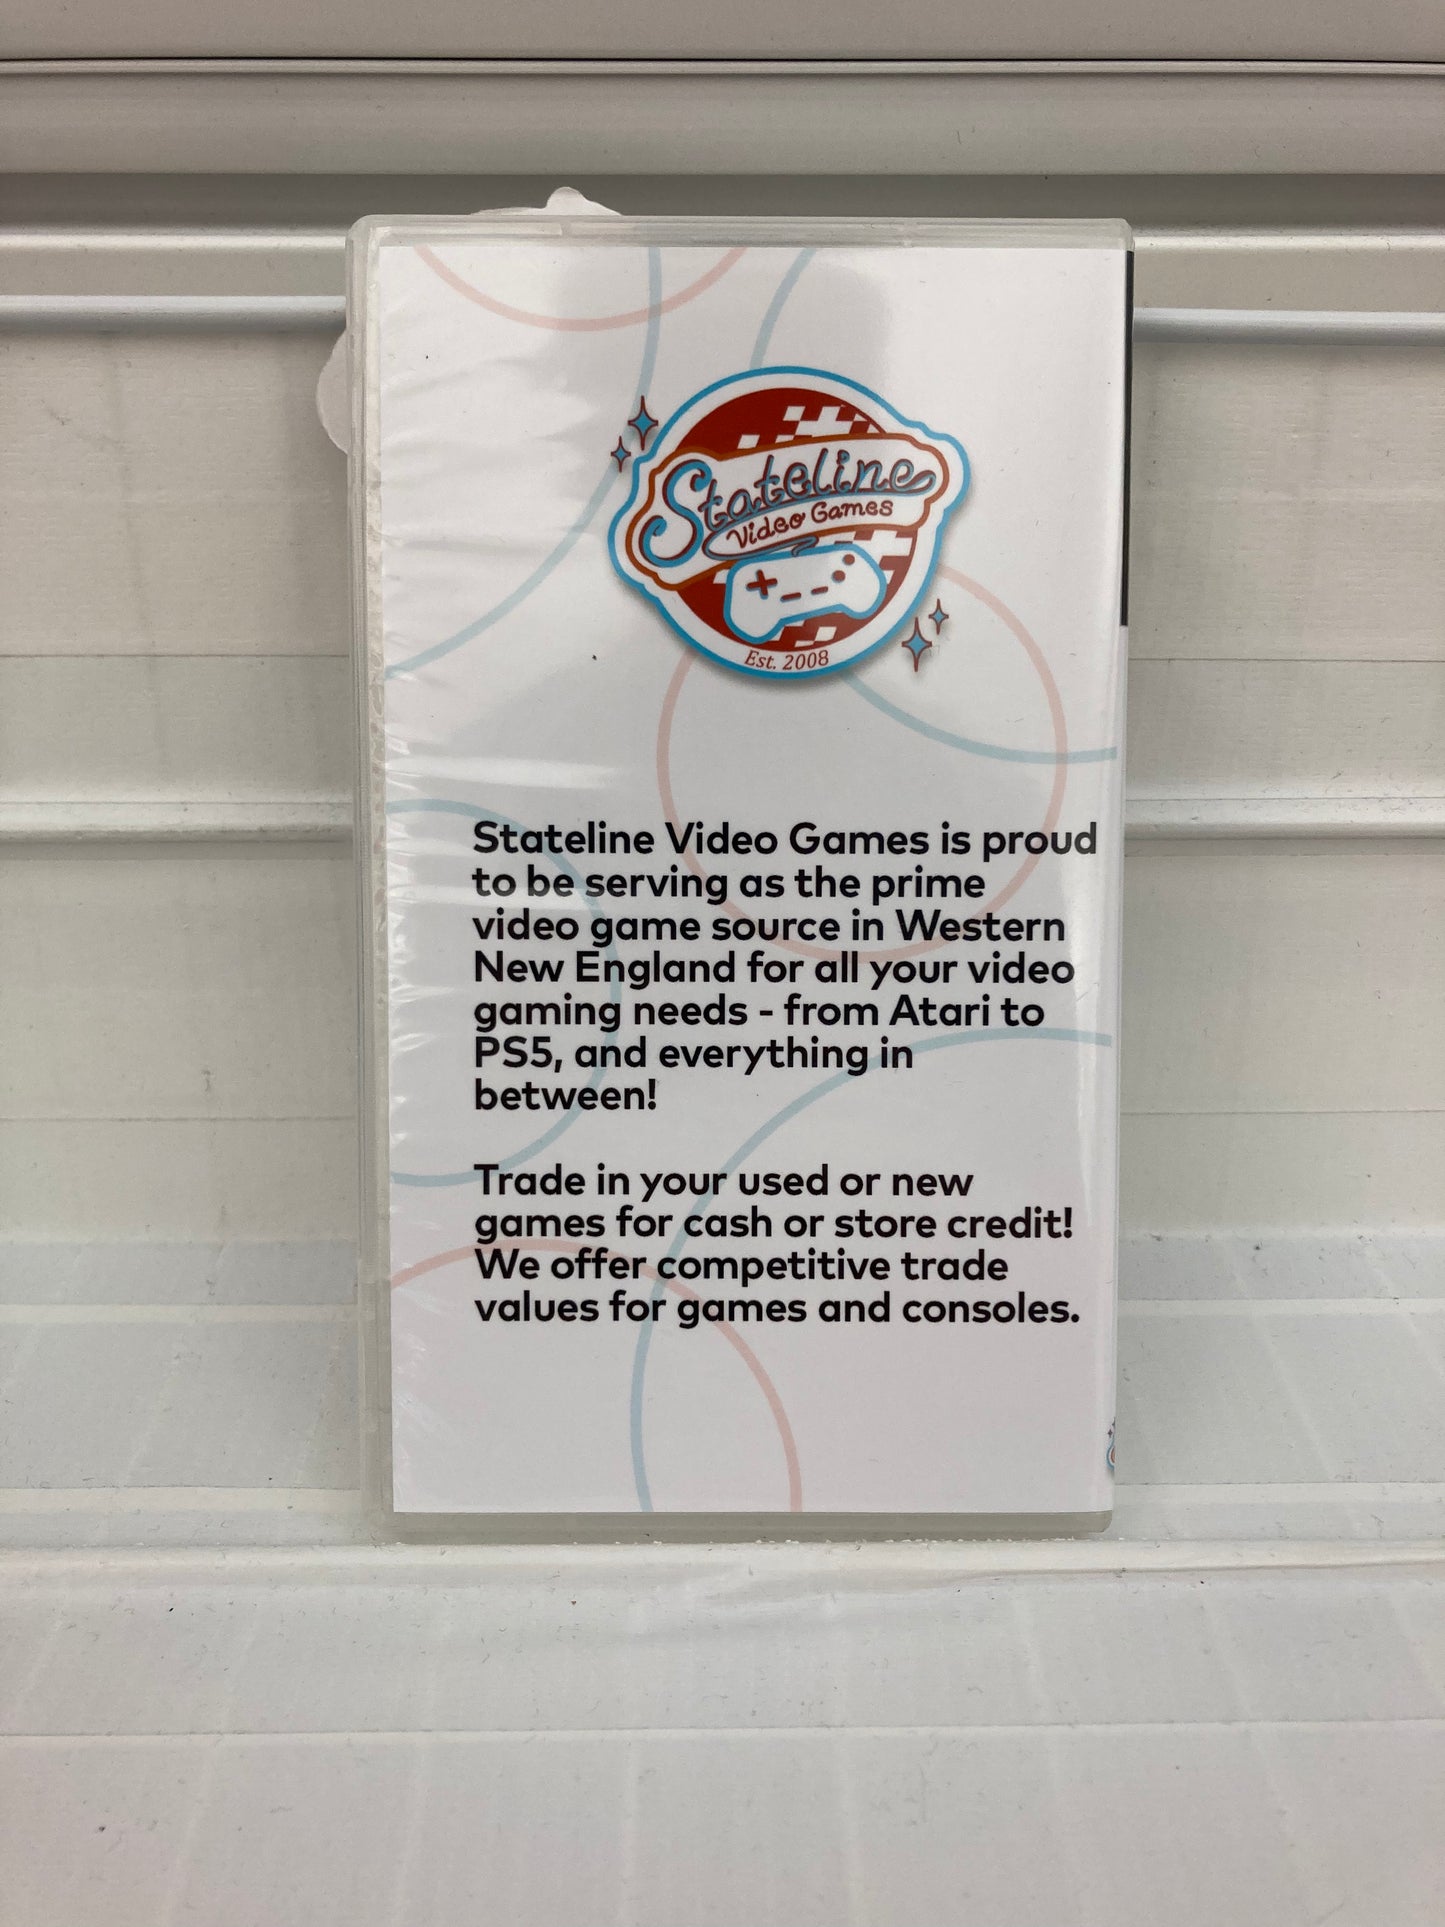 Stateline
Video Games
Est. 2008
Stateline Video Games is proud
to be serving as the prime
video game source in Western
New England for all your video
gaming needs - from Atari to
PS5, and everything in
between!
Trade in your used or new
games for cash or store credit!
We offer competitive trade
values for games and consoles.